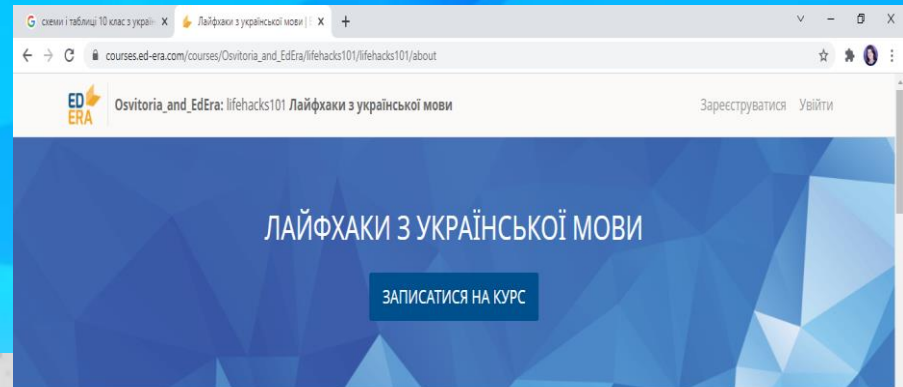 схеми і таблиці 10 клас з украї
Лайфхаки з української мови |
courses.ed-era.com/courses/Osvitoria_and_EdEra/lifehacks101/lifehacks101/about
ED
ERA
Osvitoria_and_EdEra: lifehacks101 Лайфхаки з української мови
Зареєструватися Увійти
ЛАЙФХАКИ З УКРАЇНСЬКОЇ МОВИ
ЗАПИСАТИСЯ НА КУРС